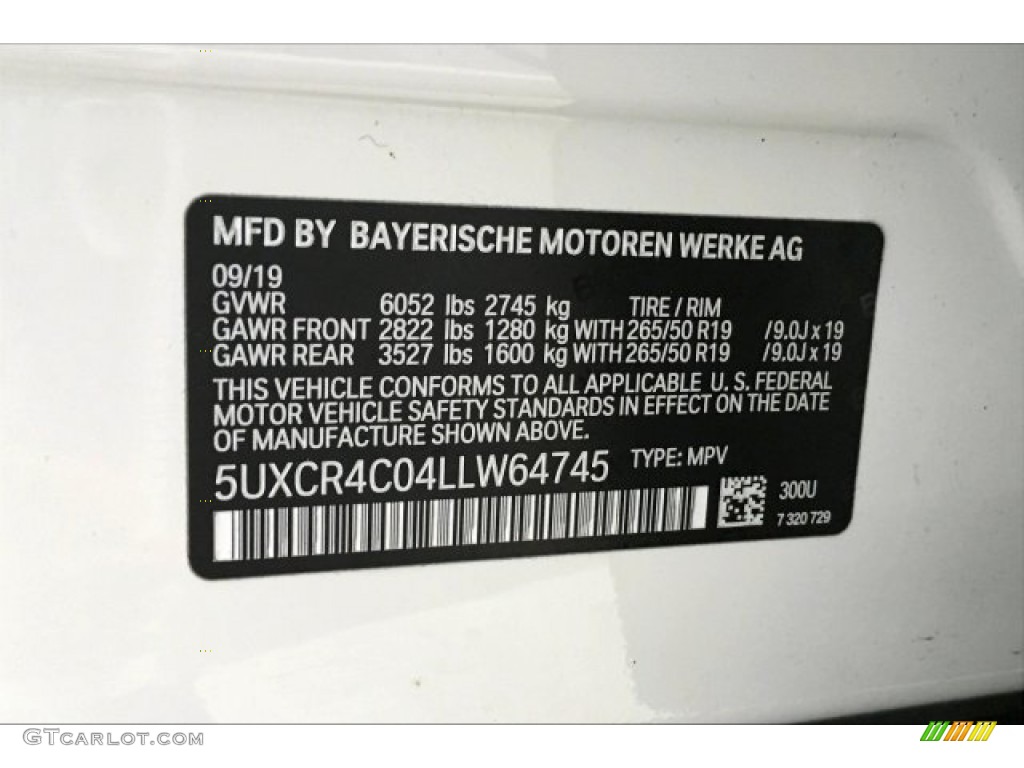 MFD BY BAYERISCHE MOTOREN WERKE AG
09/19
GVWR 6052 lbs 2745 kg TIRE / RIM
GAWR FRONT 2822 lbs 1280 kg WITH 265/50 R19 /9.0J x 19
GAWR REAR 3527 lbs 1600 kg WITH 265/50 R19 /9.0J x 19
THIS VEHICLE CONFORMS TO ALL APPLICABLE U. S. FEDERAL
MOTOR VEHICLE SAFETY STANDARDS IN EFFECT ON THE DATE
OF MANUFACTURE SHOWN ABOVE.
5UXCR4C04LLW64745 TYPE: MPV
300U
7 320 729
GTCarLot.com